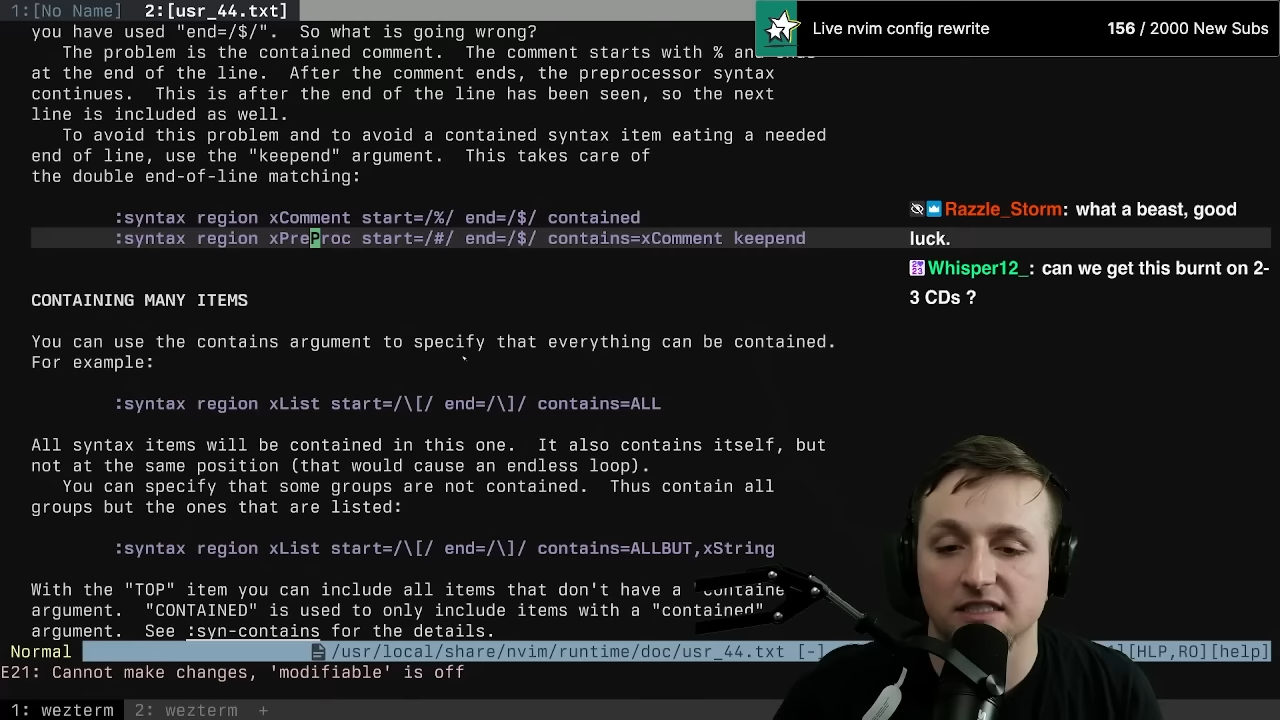 1:[No Name]  2:[usr_44.txt]
Live nvim config rewrite 156 / 2000 New Subs
you have used "end=/$/".  So what is going wrong?
The problem is the contained comment.  The comment starts with % and
at the end of the line.  After the comment ends, the preprocessor syntax
continues.  This is after the end of the line has been seen, so the next
line is included as well.
To avoid this problem and to avoid a contained syntax item eating a needed
end of line, use the "keepend" argument.  This takes care of
the double end-of-line matching:
:syntax region xComment start=/%/ end=/$/ contained
:syntax region xPreProc start=/#/ end=/$/ contains=xComment keepend
Razzle_Storm: what a beast, good
luck.
Whisper12_: can we get this burnt on 2-
3 CDs ?
CONTAINING MANY ITEMS
You can use the contains argument to specify that everything can be contained.
For example:
:syntax region xList start=/\[/ end=/\]/ contains=ALL
All syntax items will be contained in this one.  It also contains itself, but
not at the same position (that would cause an endless loop).
You can specify that some groups are not contained.  Thus contain all
groups but the ones that are listed:
:syntax region xList start=/\[/ end=/\]/ contains=ALLBUT,xString
With the "TOP" item you can include all items that don't have a
argument.  "CONTAINED" is used to only include items with a "contained"
argument.  See :syn-contains for the details.
Normal /usr/local/share/nvim/runtime/doc/usr_44.txt [-] [HLP,RO][help]
E21: Cannot make changes, 'modifiable' is off
1: wezterm 2: wezterm +